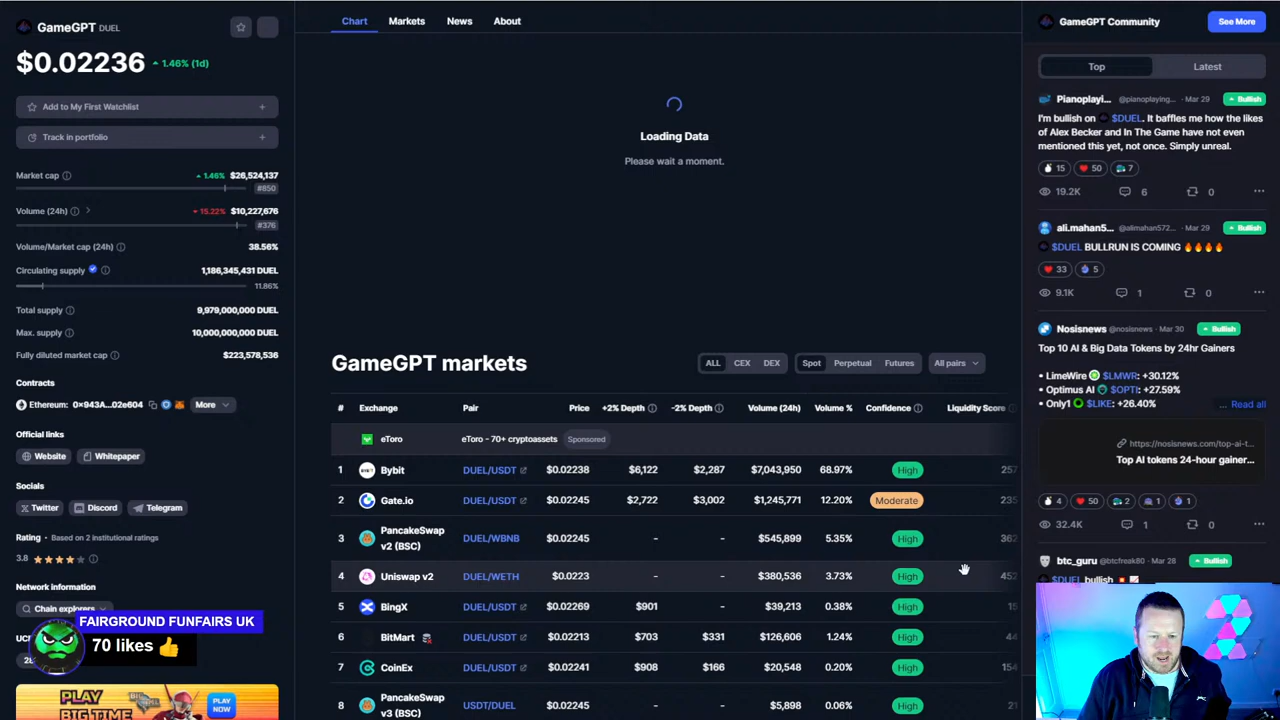 GameGPT DUEL
$0.02236 1.46% (1d)
Add to My First Watchlist +
Track in portfolio +
Market cap 1.46% $26,524,137
#850
Volume (24h) 15.22% $10,227,676
#376
Volume/Market cap (24h) 38.56%
Circulating supply 1,186,345,431 DUEL
11.86%
Total supply 9,979,000,000 DUEL
Max. supply 10,000,000,000 DUEL
Fully diluted market cap $223,578,536
Contracts
Ethereum: 0x943A...02e604 More
Official links
Website Whitepaper
Socials
Twitter Discord Telegram
Rating · Based on 2 institutional ratings
3.8
Network information
Chain explorers
FAIRGROUND FUNFAIRS UK
70 likes 👍
PLAY
BIG TIME
PLAY
NOW
Chart Markets News About
Loading Data
Please wait a moment.
GameGPT markets
ALL CEX DEX Spot Perpetual Futures All pairs
# Exchange Pair Price +2% Depth -2% Depth Volume (24h) Volume % Confidence Liquidity Score
eToro eToro - 70+ cryptoassets Sponsored
1 Bybit DUEL/USDT $0.02238 $6,122 $2,287 $7,043,950 68.97% High 257
2 Gate.io DUEL/USDT $0.02245 $2,722 $3,002 $1,245,771 12.20% Moderate 235
3 PancakeSwap v2 (BSC) DUEL/WBNB $0.02245 - - $545,899 5.35% High 362
4 Uniswap v2 DUEL/WETH $0.0223 - - $380,536 3.73% High 452
5 BingX DUEL/USDT $0.02269 $901 $39,213 0.38% High 15
6 BitMart DUEL/USDT $0.02213 $703 $331 $126,606 1.24% High 44
7 CoinEx DUEL/USDT $0.02241 $908 $166 $20,548 0.20% High 154
8 PancakeSwap v3 (BSC) USDT/DUEL $0.02245 - - $5,898 0.06% High 21
GameGPT Community See More
Top Latest
Pianoplayi... @pianoplaying... · Mar 29 Bullish
I'm bullish on $DUEL. It baffles me how the likes
of Alex Becker and In The Game have not even
mentioned this yet, not once. Simply unreal.
15 50 7
19.2K 6 0 ...
ali.mahan5... @alimahan572... · Mar 29 Bullish
$DUEL BULLRUN IS COMING 🔥🔥🔥🔥
33 5
9.1K 1 0 ...
Nosisnews @nosisnews · Mar 30 Bullish
Top 10 AI & Big Data Tokens by 24hr Gainers
• LimeWire $LMWR: +30.12%
• Optimus AI $OPTI: +27.59%
• Only1 $LIKE: +26.40% ... Read all
https://nosisnews.com/top-ai-t...
Top AI tokens 24-hour gainer...
4 50 2 1 1
32.4K 1 0 ...
btc_guru @btcfreak80 · Mar 28 Bullish
$DUEL bullish